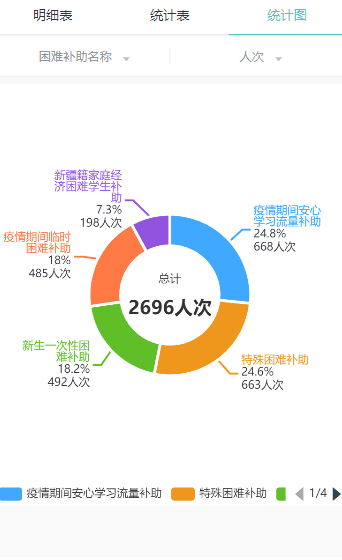 明细表 统计表 统计图
困难补助名称 人次
新疆籍家庭经
济困难学生补
助
7.3%
198人次
疫情期间安心
学习流量补助
24.8%
668人次
疫情期间临时
困难补助
18%
485人次
总计
2696人次
新生一次性困
难补助
18.2%
492人次
特殊困难补助
24.6%
663人次
疫情期间安心学习流量补助 特殊困难补助 1/4